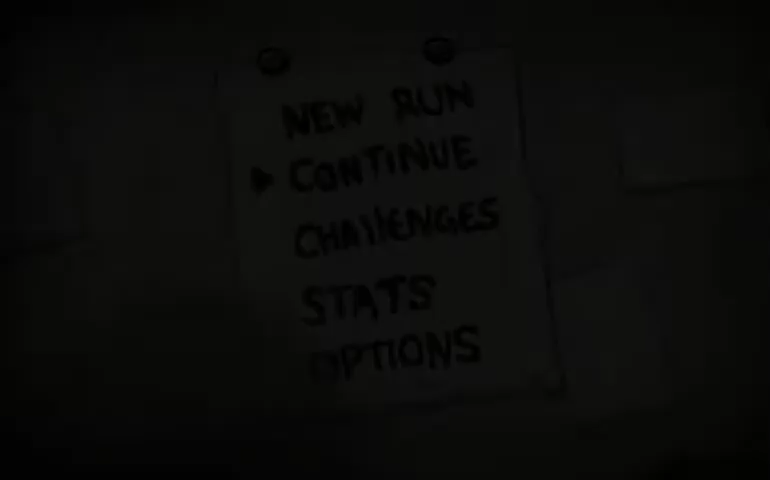 NEW RUN
CONTINUE
CHALLENGES
STATS
OPTIONS